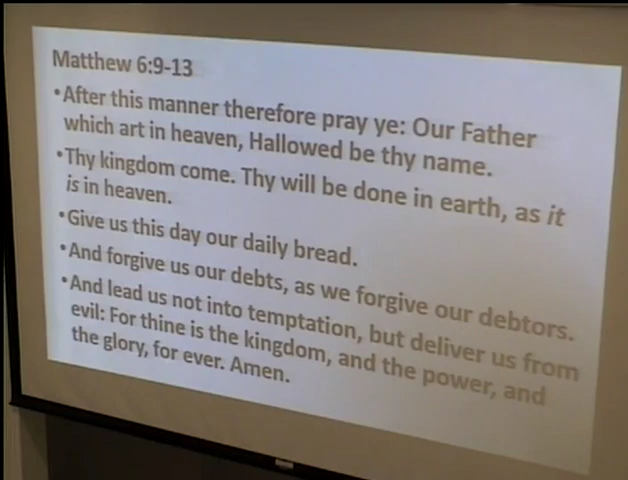 Matthew 6:9-13
•After this manner therefore pray ye: Our Father
which art in heaven, Hallowed be thy name.
•Thy kingdom come. Thy will be done in earth, as it
is in heaven.
•Give us this day our daily bread.
•And forgive us our debts, as we forgive our debtors.
•And lead us not into temptation, but deliver us from
evil: For thine is the kingdom, and the power, and
the glory, for ever. Amen.